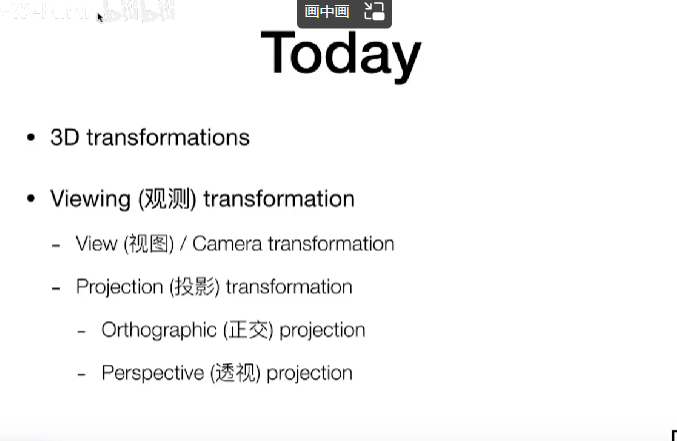 画中画
Today
• 3D transformations
• Viewing (观测) transformation
– View (视图) / Camera transformation
– Projection (投影) transformation
– Orthographic (正交) projection
– Perspective (透视) projection